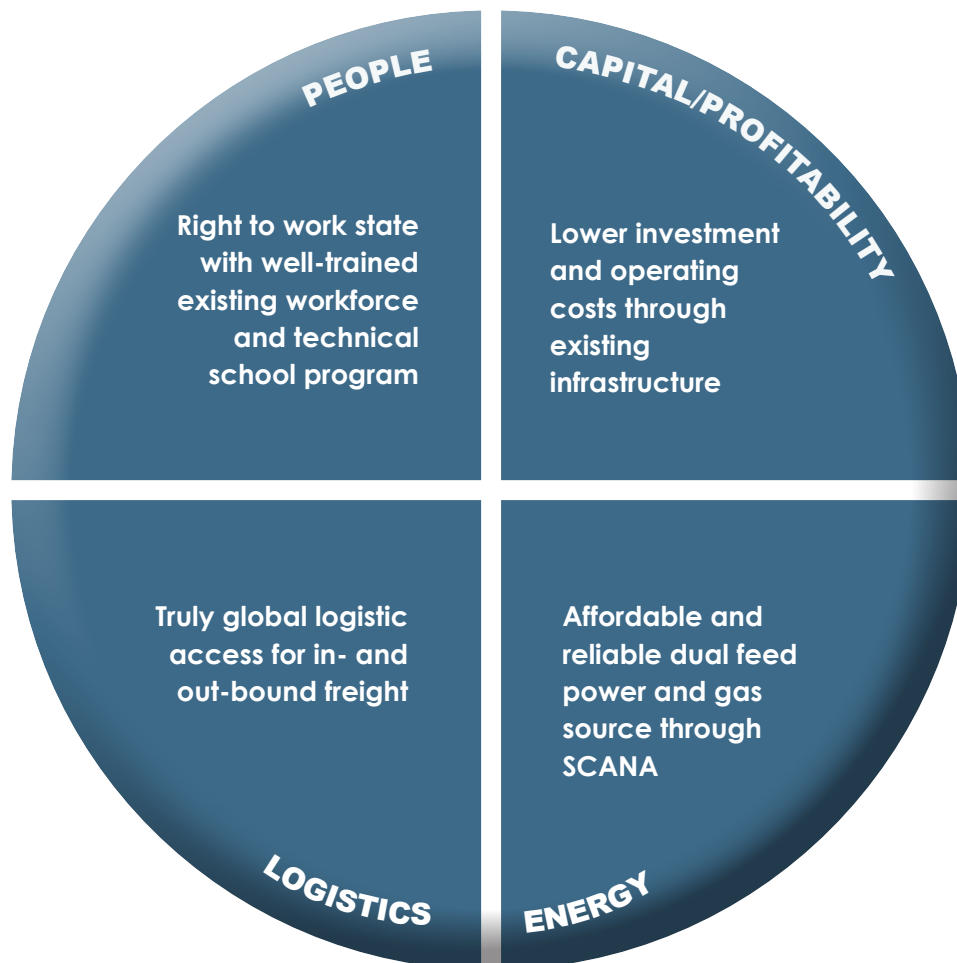 PEOPLE
Right to work state
with well-trained
existing workforce
and technical
school program
CAPITAL/PROFITABILITY
Lower investment
and operating
costs through
existing
infrastructure
Truly global logistic
access for in- and
out-bound freight
LOGISTICS
Affordable and
reliable dual feed
power and gas
source through
SCANA
ENERGY